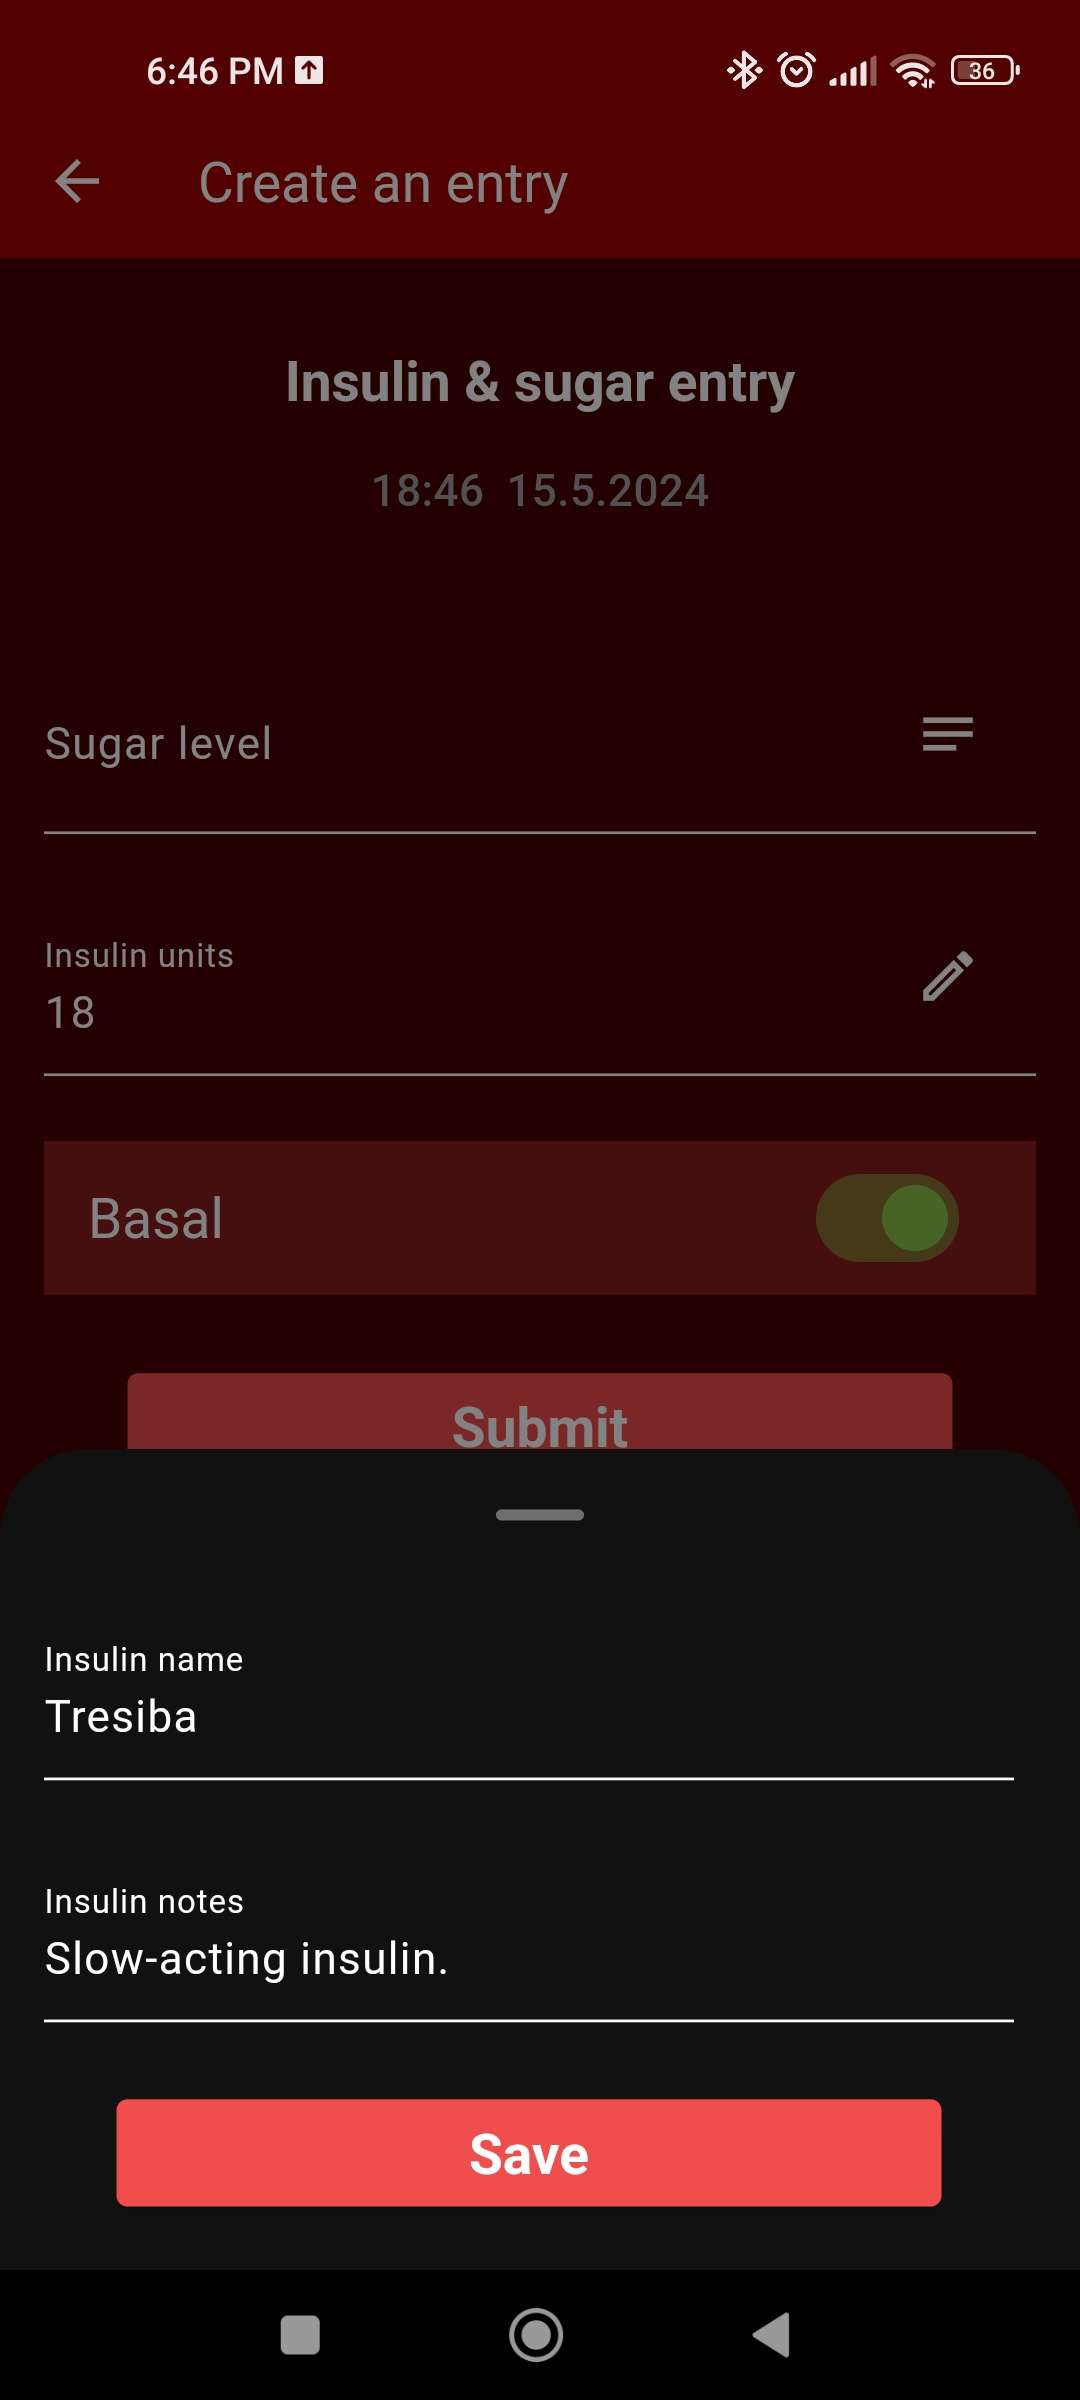 6:46 PM
36
Create an entry
Insulin & sugar entry
18:46 15.5.2024
Sugar level
Insulin units
18
Basal
Submit
Insulin name
Tresiba
Insulin notes
Slow-acting insulin.
Save